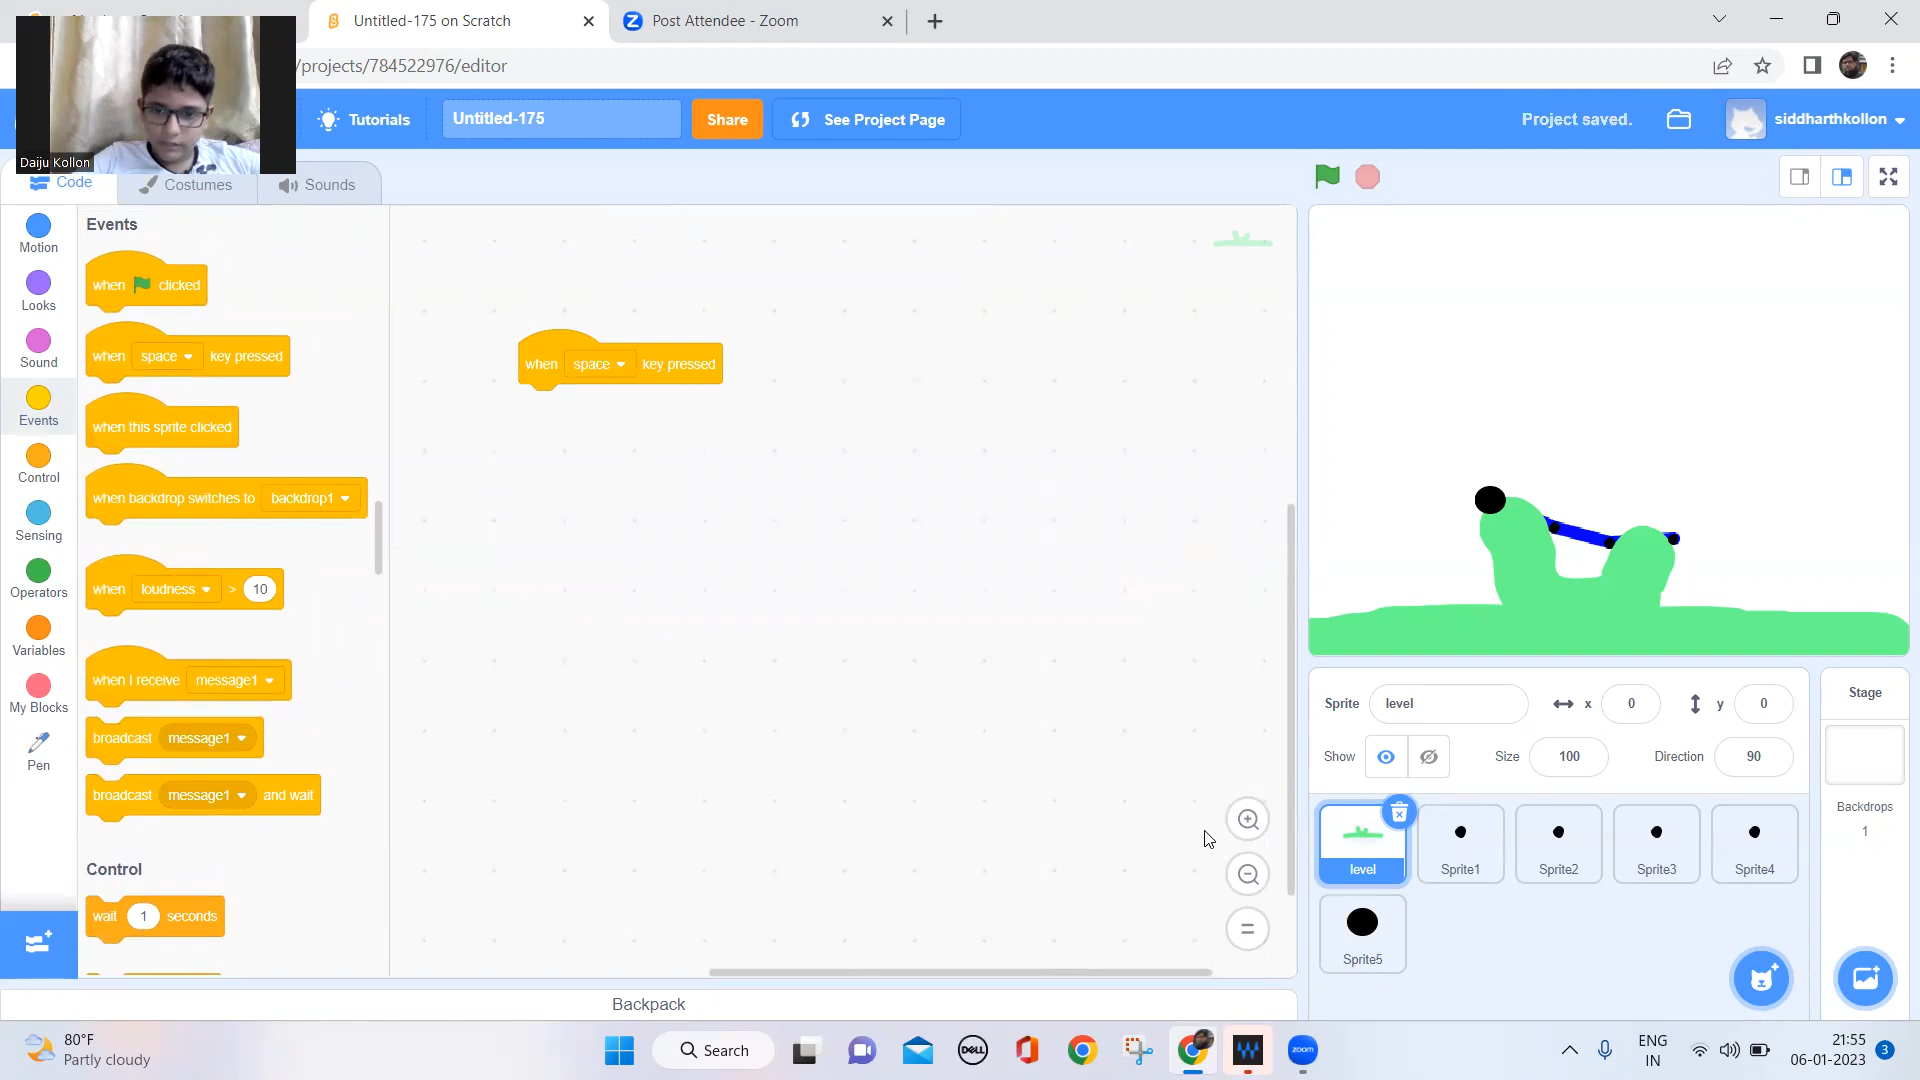 Untitled-175 on Scratch
Post Attendee - Zoom
/projects/784522976/editor
Tutorials
Untitled-175
Share
See Project Page
Project saved.
siddharthkollon
Daiju Kollon
Code
Costumes
Sounds
Motion
Looks
Sound
Events
Control
Sensing
Operators
Variables
My Blocks
Pen
Events
when clicked
when space key pressed
when this sprite clicked
when backdrop switches to backdrop1
when loudness > 10
when I receive message1
broadcast message1
broadcast message1 and wait
Control
wait 1 seconds
when space key pressed
Sprite level x 0 y 0
Show Size 100 Direction 90
level
Sprite1
Sprite2
Sprite3
Sprite4
Sprite5
Stage
Backdrops
1
Backpack
80°F
Partly cloudy
Search
DELL
zoom
ENG
IN
21:55
06-01-2023
3